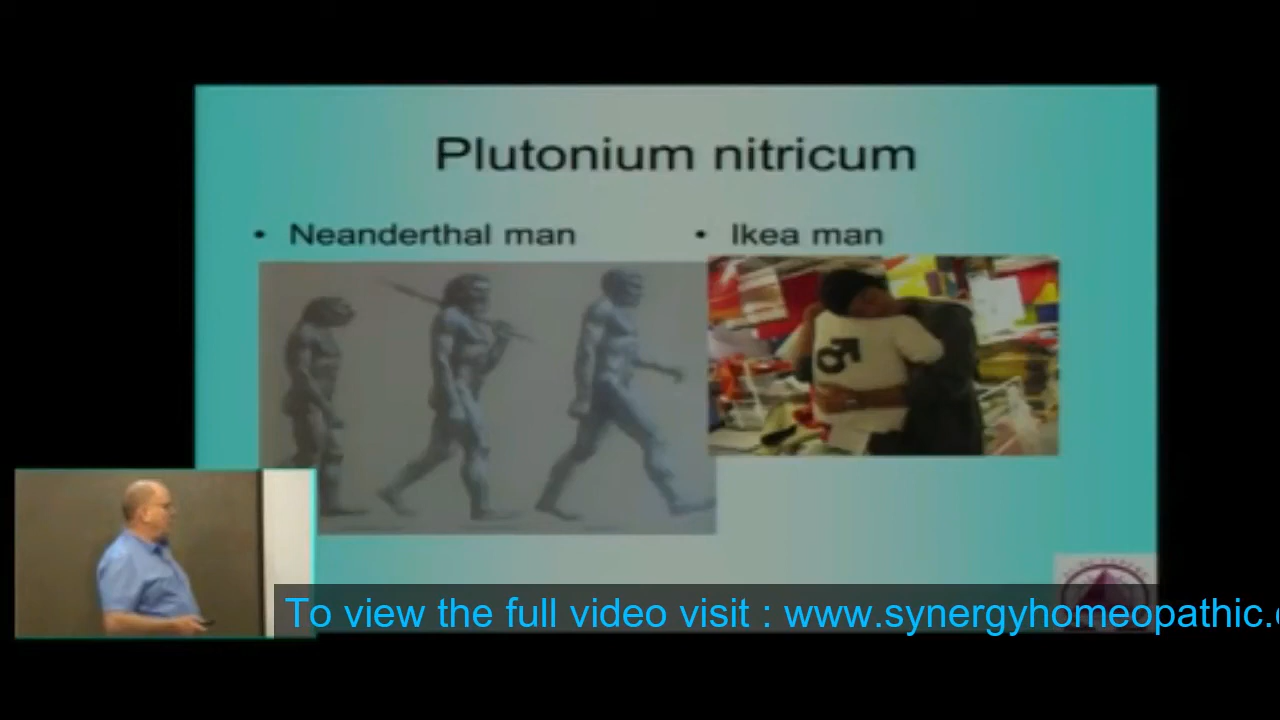 Plutonium nitricum
• Neanderthal man
• Ikea man
To view the full video visit : www.synergyhomeopathic.